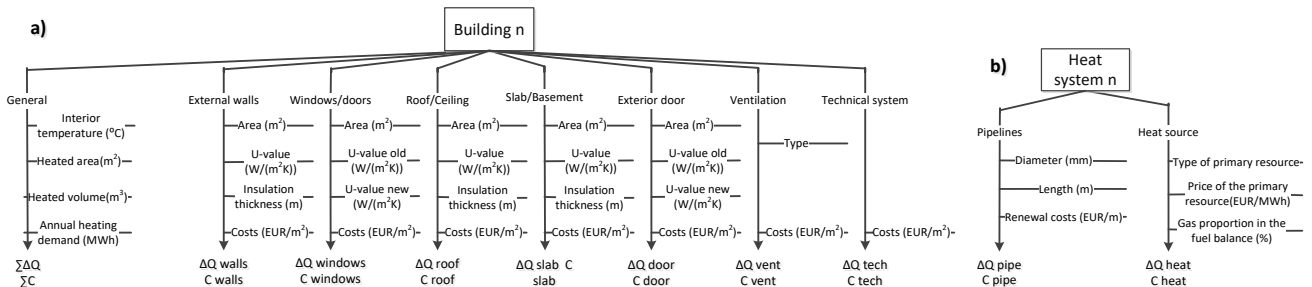 a)
Building n
General
Interior
temperature (ºC)
Heated area(m²)
Heated volume(m³)
Annual heating
demand (MWh)
∑ΔQ
∑C
External walls
Area (m²)
U-value
(W/(m²K))
Insulation
thickness (m)
Costs (EUR/m²)
ΔQ walls
C walls
Windows/doors
Area (m²)
U-value old
(W/(m²K))
U-value new
(W/(m²K)
Costs (EUR/m²)
ΔQ windows
C windows
Roof/Ceiling
Area (m²)
U-value
(W/(m²K))
Insulation
thickness (m)
Costs (EUR/m²)
ΔQ roof
C roof
Slab/Basement
Area (m²)
U-value
(W/(m²K))
Insulation
thickness (m)
Costs (EUR/m²)
ΔQ slab C
slab
Exterior door
Area (m²)
U-value old
(W/(m²K))
U-value new
(W/(m²K)
Costs (EUR/m²)
ΔQ door
C door
Ventilation
Type
Costs (EUR/m²)
ΔQ vent
C vent
Technical system
Costs (EUR/m²)
ΔQ tech
C tech
b)
Heat
system n
Pipelines
Diameter (mm)
Length (m)
Renewal costs (EUR/m)
ΔQ pipe
C pipe
Heat source
Type of primary resource
Price of the primary
resource(EUR/MWh)
Gas proportion in the
fuel balance (%)
ΔQ heat
C heat